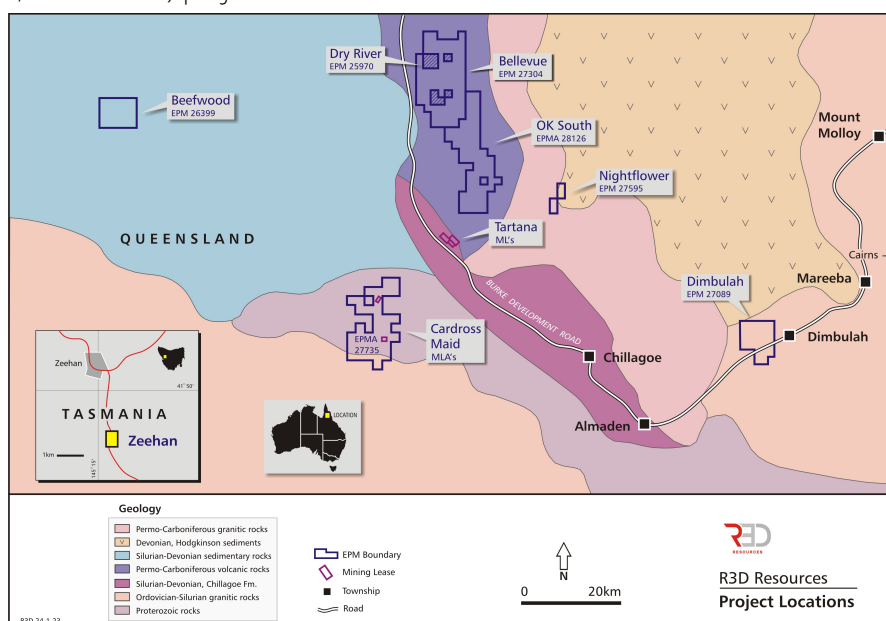 Dry River
EPM 25970
Bellevue
EPM 27304
Beefwood
EPM 26399
OK South
EPMA 28126
Mount
Molloy
Nightflower
EPM 27595
Tartana
ML's
QUEENSLAND
Cairns
Mareeba
Dimbulah
EPM 27089
BURKE DEVELOPMENT ROAD
Cardross
Maid
MLA's
EPMA
27735
Dimbulah
Chillagoe
Almaden
Zeehan
41° 50'
TASMANIA
Zeehan
1km
145°15'
LOCATION
Geology
Permo-Carboniferous granitic rocks
Devonian, Hodgkinson sediments
Silurian-Devonian sedimentary rocks
Permo-Carboniferous volcanic rocks
Silurian-Devonian, Chillagoe Fm.
Ordovician-Silurian granitic rocks
Proterozoic rocks
EPM Boundary
Mining Lease
Township
Road
N
0 20km
R3D
RESOURCES
R3D Resources
Project Locations